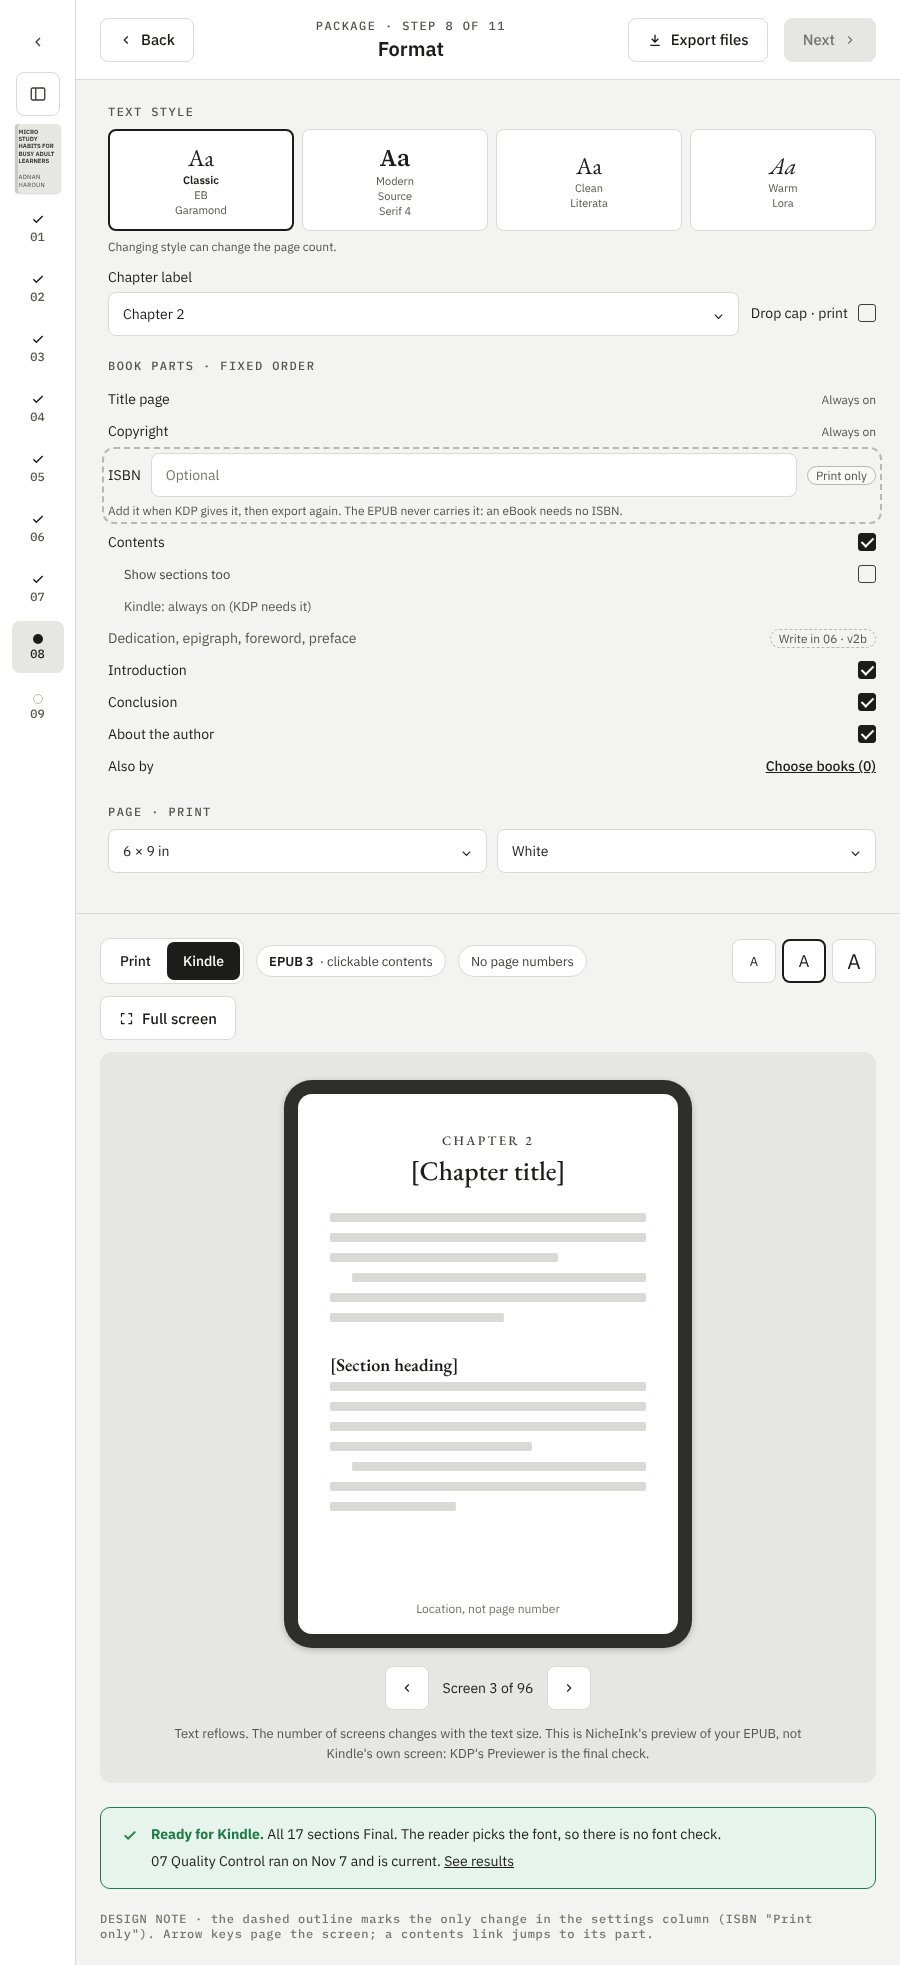 Back
PACKAGE · STEP 8 OF 11
Format
Export files
Next
MICRO
STUDY
HABITS FOR
BUSY ADULT
LEARNERS
ADNAN
HAROUN
01
02
03
04
05
06
07
08
09
TEXT STYLE
Aa
Classic
EB
Garamond
Aa
Modern
Source
Serif 4
Aa
Clean
Literata
Aa
Warm
Lora
Changing style can change the page count.
Chapter label
Chapter 2
Drop cap · print
BOOK PARTS · FIXED ORDER
Title page Always on
Copyright Always on
ISBN Optional Print only
Add it when KDP gives it, then export again. The EPUB never carries it: an eBook needs no ISBN.
Contents
Show sections too
Kindle: always on (KDP needs it)
Dedication, epigraph, foreword, preface Write in 06 · v2b
Introduction
Conclusion
About the author
Also by Choose books (0)
PAGE · PRINT
6 × 9 in White
Print Kindle EPUB 3 · clickable contents No page numbers A A A
Full screen
CHAPTER 2
[Chapter title]
[Section heading]
Location, not page number
Screen 3 of 96
Text reflows. The number of screens changes with the text size. This is NicheInk's preview of your EPUB, not
Kindle's own screen: KDP's Previewer is the final check.
Ready for Kindle. All 17 sections Final. The reader picks the font, so there is no font check.
07 Quality Control ran on Nov 7 and is current. See results
DESIGN NOTE · the dashed outline marks the only change in the settings column (ISBN "Print
only"). Arrow keys page the screen; a contents link jumps to its part.